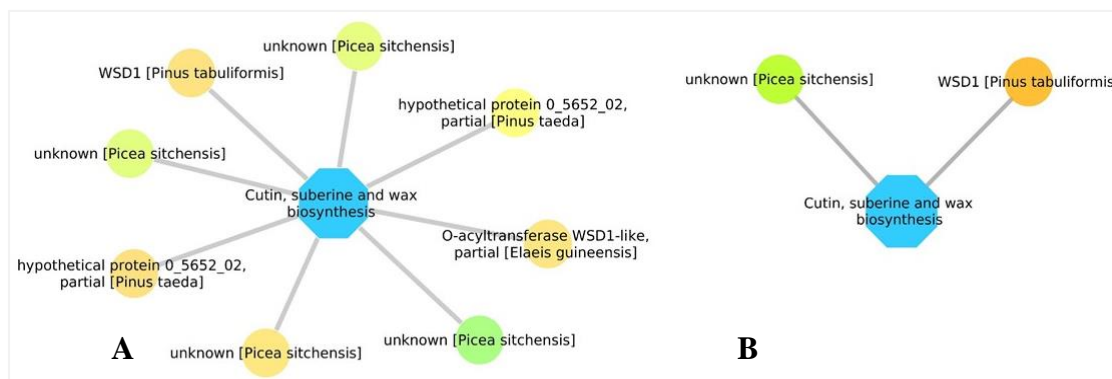 unknown [Picea sitchensis]
WSD1 [Pinus tabuliformis]
hypothetical protein 0_5652_02,
partial [Pinus taeda]
unknown [Picea sitchensis]
Cutin, suberine and wax
biosynthesis
O-acyltransferase WSD1-like,
partial [Elaeis guineensis]
hypothetical protein 0_5652_02,
partial [Pinus taeda]
unknown [Picea sitchensis]
unknown [Picea sitchensis]
A
unknown [Picea sitchensis]
WSD1 [Pinus tabuliformis
Cutin, suberine and wax
biosynthesis
B